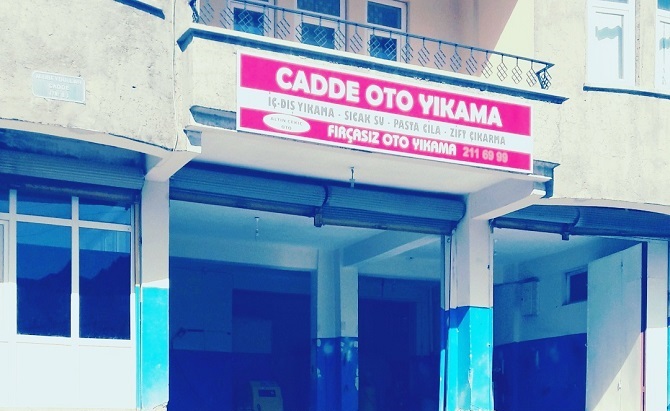 CADDE OTO YIKAMA
İÇ-DIŞ YIKAMA - SICAK SU - PASTA CİLA - ZİFT ÇIKARMA
FIRÇASIZ OTO YIKAMA 211 69 99